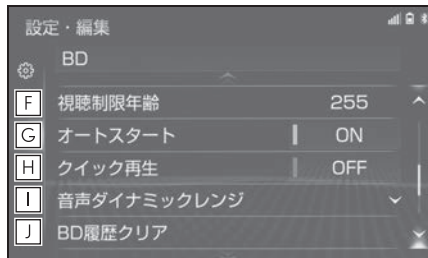 設定・編集
BD
F 視聴制限年齢 255
G オートスタート ON
H クイック再生 OFF
I 音声ダイナミックレンジ
J BD履歴クリア